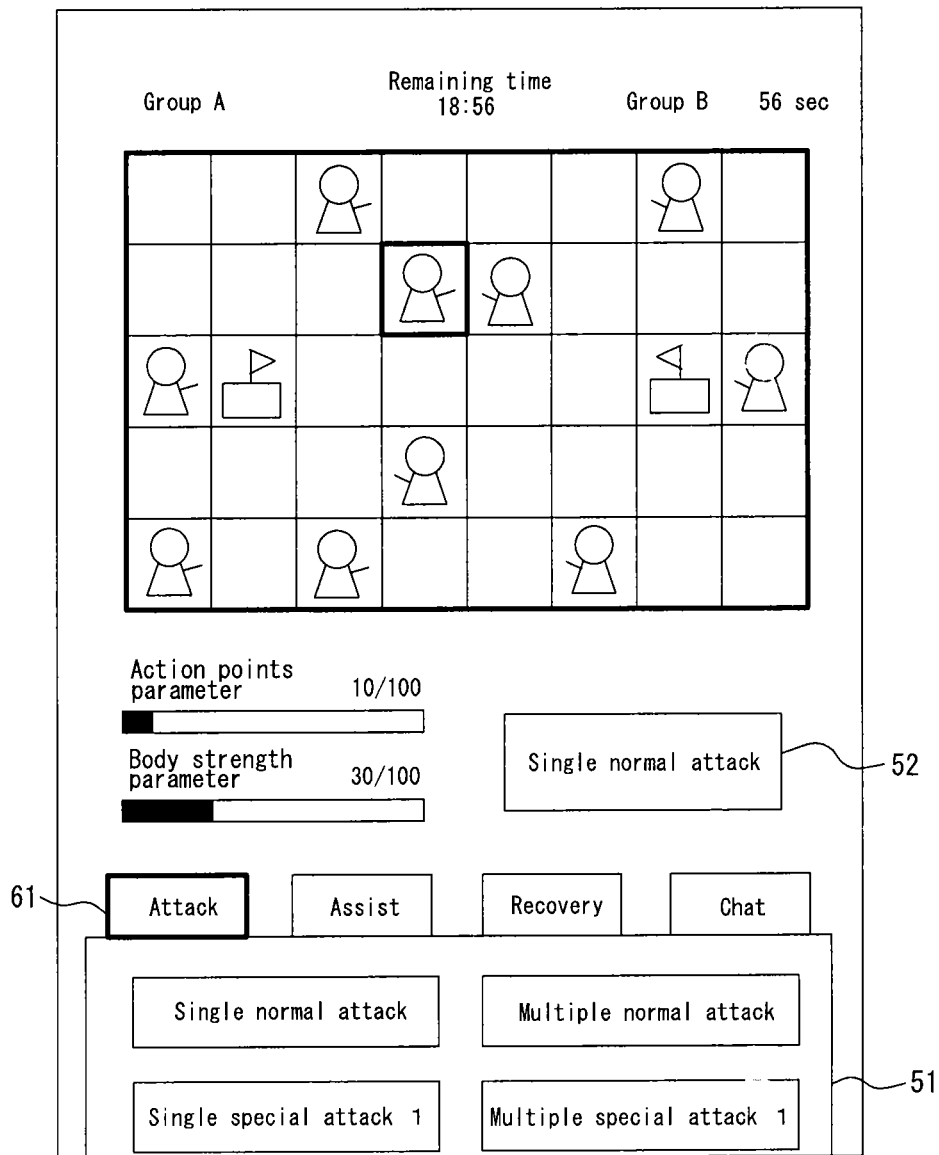 Remaining time
Group A 18:56 Group B 56 sec
Action points
parameter 10/100
Body strength
parameter 30/100
Single normal attack 52
61 Attack Assist Recovery Chat
Single normal attack Multiple normal attack
51
Single special attack 1 Multiple special attack 1